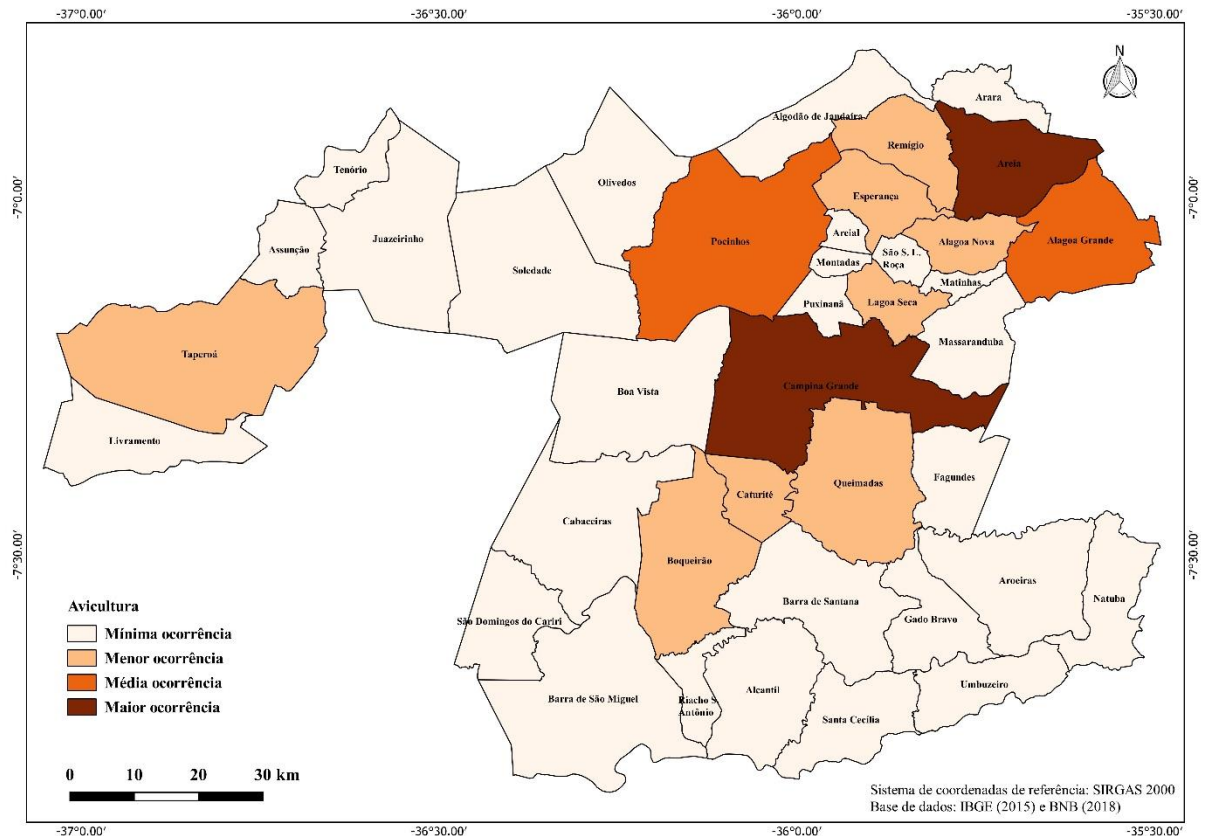 -37°0.00′
-36°30.00′
-36°0.00′
-35°30.00′
N
Arara
Algodão de Jandaíra
Remígio
Areia
Tenório
Olivedos
Esperança
-7°0.00′
-7°0.00′
Assunção
Juazeirinho
Pocinhos
Areial
Alagoa Nova
Alagoa Grande
São S. L.
Roça
Montadas
Soledade
Matinhas
Puxinanã
Lagoa Seca
Massaranduba
Taperoá
Boa Vista
Campina Grande
Livramento
Fagundes
Queimadas
Caturité
Cabaceiras
-7°30.00′
-7°30.00′
Boqueirão
Aroeiras
Natuba
Barra de Santana
Gado Bravo
São Domingos do Cariri
Umbuzeiro
Barra de São Miguel
Riacho S.
Antônio
Alcantil
Santa Cecília
Avicultura
Mínima ocorrência
Menor ocorrência
Média ocorrência
Maior ocorrência
0 10 20 30 km
Sistema de coordenadas de referência: SIRGAS 2000
Base de dados: IBGE (2015) e BNB (2018)
-37°0.00′
-36°30.00′
-36°0.00′
-35°30.00′